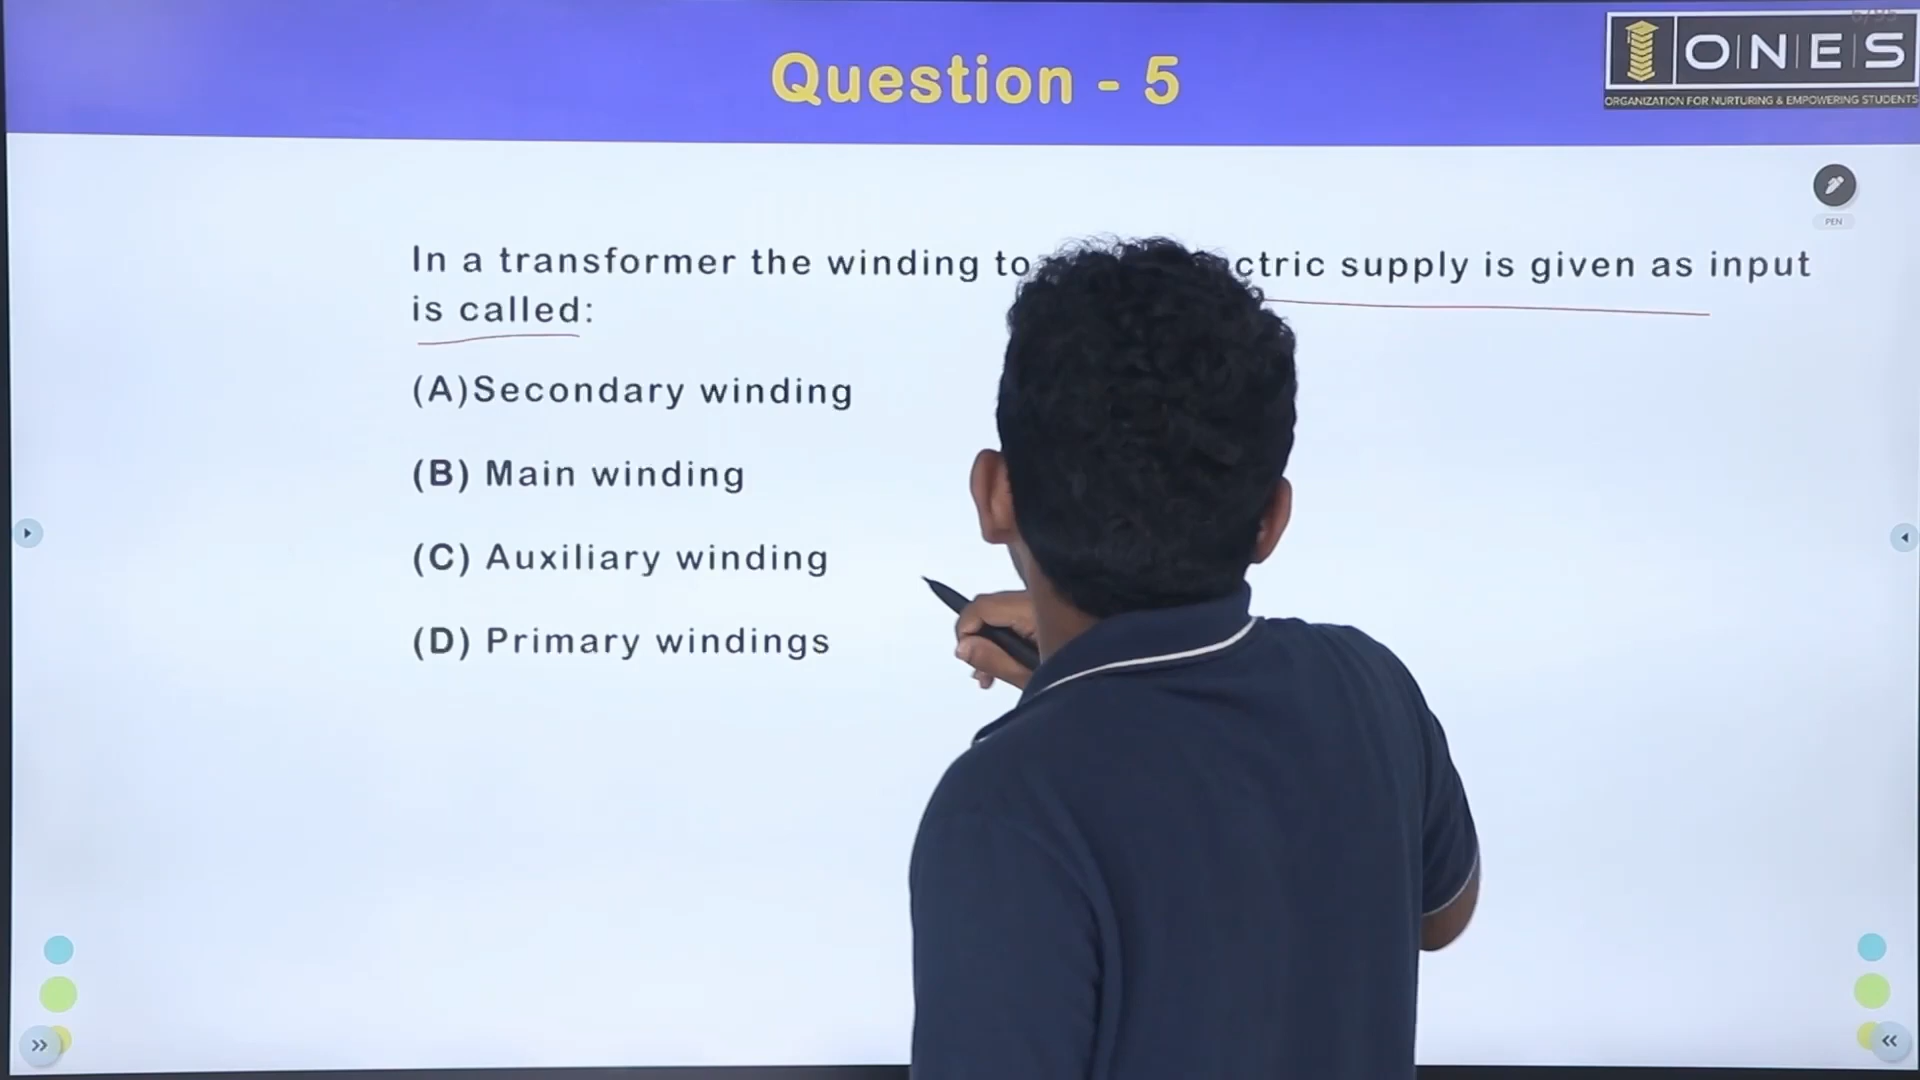 Question - 5
ONES
ORGANIZATION FOR NURTURING & EMPOWERING STUDENTS
PEN
In a transformer the winding to ctric supply is given as input
is called:
(A)Secondary winding
(B) Main winding
(C) Auxiliary winding
(D) Primary windings